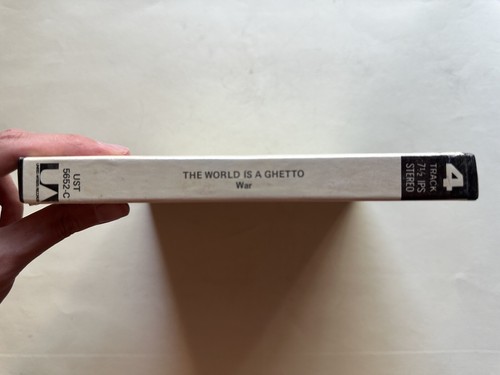 UA
UST
5652-C
THE WORLD IS A GHETTO
War
4
TRACK
7½ IPS
STEREO